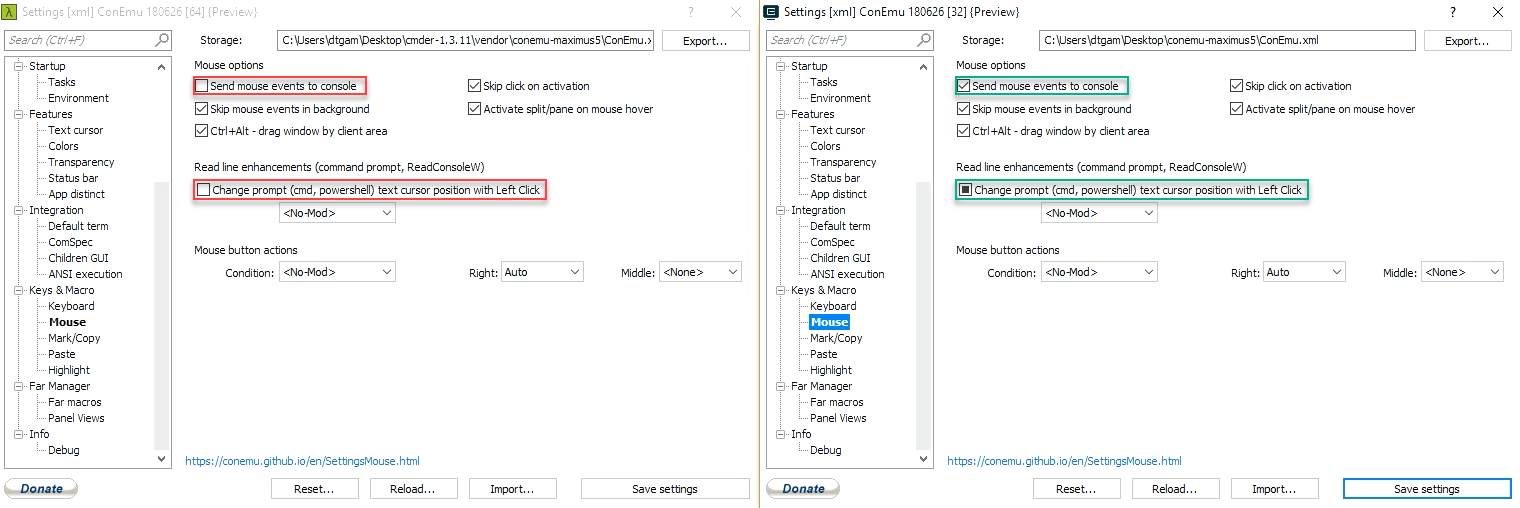 Settings [xml] ConEmu 180626 [64] {Preview}
?
Search (Ctrl+F)
Storage:
C:\Users\dtgam\Desktop\cmder-1.3.11\vendor\conemu-maximus5\ConEmu.x
Export...
Startup
Tasks
Environment
Features
Text cursor
Colors
Transparency
Status bar
App distinct
Integration
Default term
ComSpec
Children GUI
ANSI execution
Keys & Macro
Keyboard
Mouse
Mark/Copy
Paste
Highlight
Far Manager
Far macros
Panel Views
Info
Debug
Mouse options
Send mouse events to console
Skip click on activation
Skip mouse events in background
Activate split/pane on mouse hover
Ctrl+Alt - drag window by client area
Read line enhancements (command prompt, ReadConsoleW)
Change prompt (cmd, powershell) text cursor position with Left Click
<No-Mod>
Mouse button actions
Condition: <No-Mod> Right: Auto Middle: <None>
https://conemu.github.io/en/SettingsMouse.html
Donate
Reset...
Reload...
Import...
Save settings
Settings [xml] ConEmu 180626 [32] {Preview}
?
Search (Ctrl+F)
Storage:
C:\Users\dtgam\Desktop\conemu-maximus5\ConEmu.xml
Export...
Startup
Tasks
Environment
Features
Text cursor
Colors
Transparency
Status bar
App distinct
Integration
Default term
ComSpec
Children GUI
ANSI execution
Keys & Macro
Keyboard
Mouse
Mark/Copy
Paste
Highlight
Far Manager
Far macros
Panel Views
Info
Debug
Mouse options
Send mouse events to console
Skip click on activation
Skip mouse events in background
Activate split/pane on mouse hover
Ctrl+Alt - drag window by client area
Read line enhancements (command prompt, ReadConsoleW)
Change prompt (cmd, powershell) text cursor position with Left Click
<No-Mod>
Mouse button actions
Condition: <No-Mod> Right: Auto Middle: <None>
https://conemu.github.io/en/SettingsMouse.html
Donate
Reset...
Reload...
Import...
Save settings